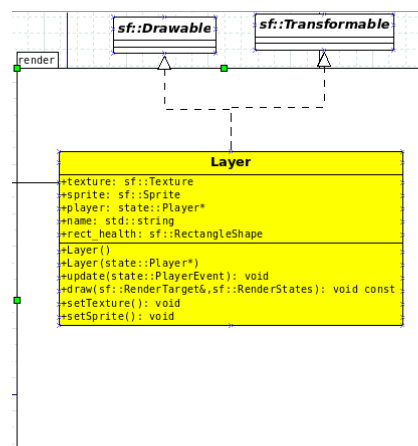 sf::Drawable
sf::Transformable
render
Layer
+texture: sf::Texture
+sprite: sf::Sprite
+player: state::Player*
+name: std::string
+rect_health: sf::RectangleShape
+Layer()
+Layer(state::Player*)
+update(state::PlayerEvent): void
+draw(sf::RenderTarget&,sf::RenderStates): void const
+setTexture(): void
+setSprite(): void